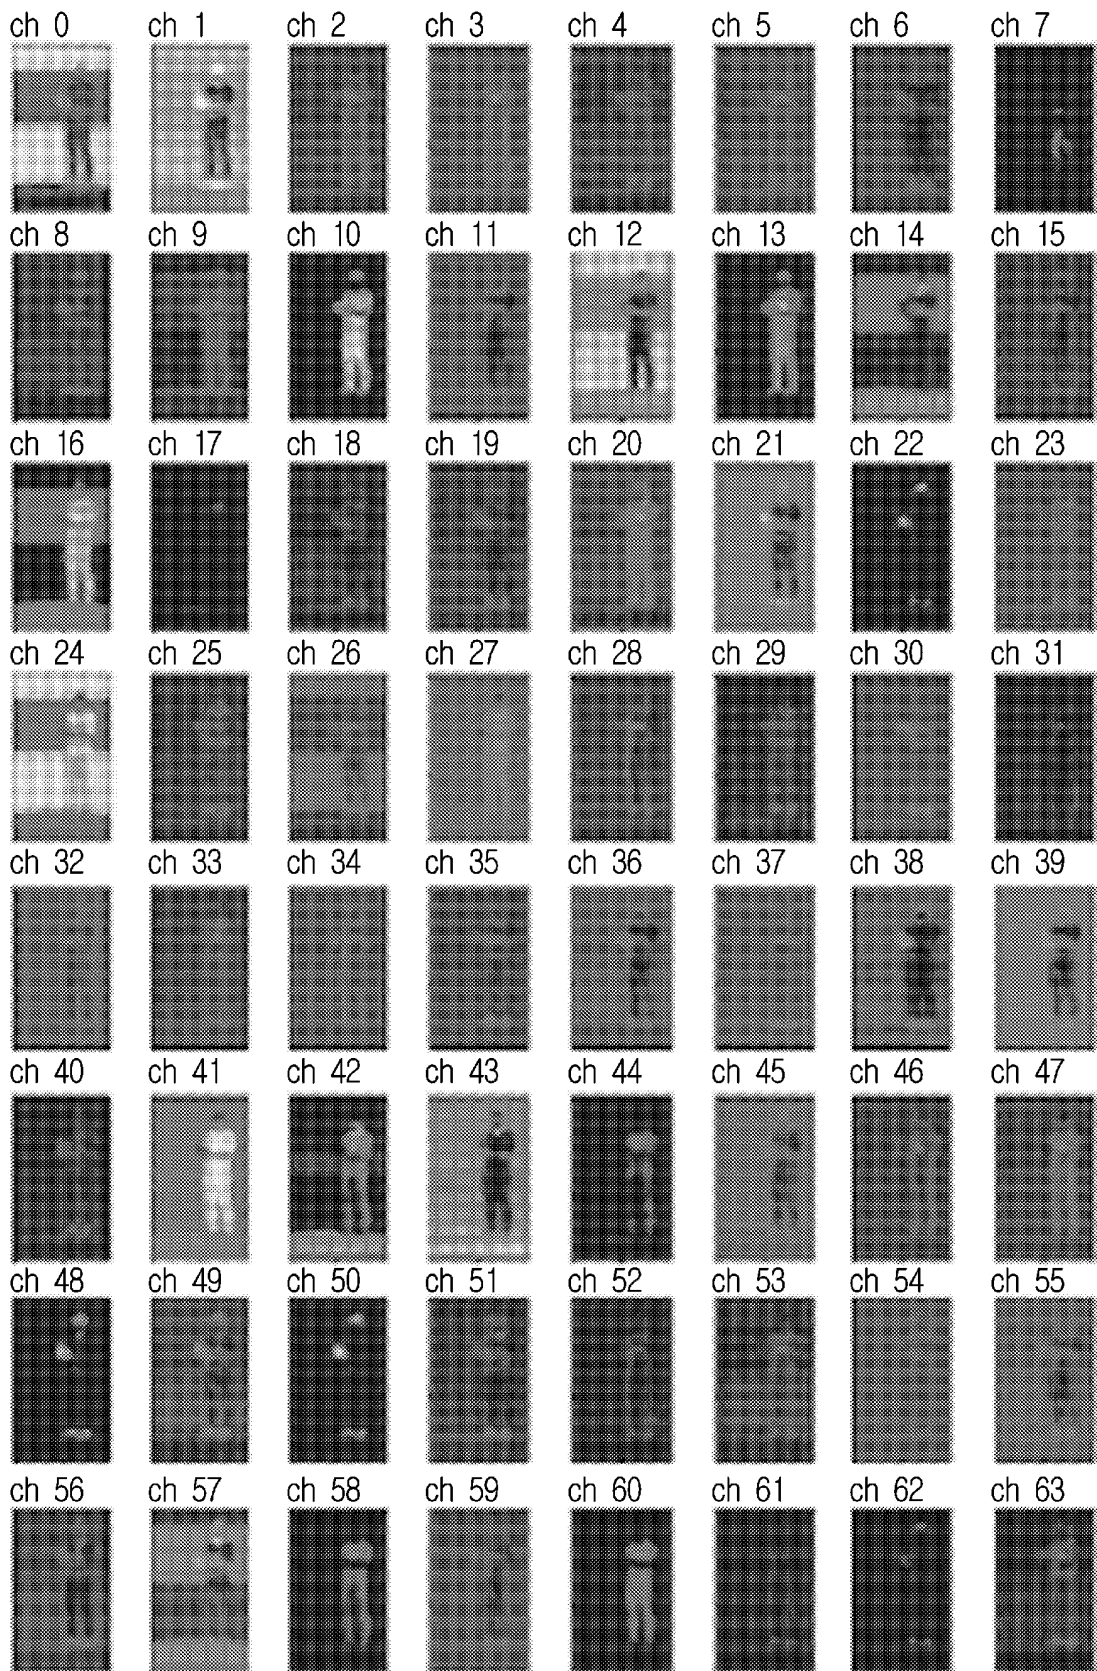 ch 0 ch 1 ch 2 ch 3 ch 4 ch 5 ch 6 ch 7
ch 8 ch 9 ch 10 ch 11 ch 12 ch 13 ch 14 ch 15
ch 16 ch 17 ch 18 ch 19 ch 20 ch 21 ch 22 ch 23
ch 24 ch 25 ch 26 ch 27 ch 28 ch 29 ch 30 ch 31
ch 32 ch 33 ch 34 ch 35 ch 36 ch 37 ch 38 ch 39
ch 40 ch 41 ch 42 ch 43 ch 44 ch 45 ch 46 ch 47
ch 48 ch 49 ch 50 ch 51 ch 52 ch 53 ch 54 ch 55
ch 56 ch 57 ch 58 ch 59 ch 60 ch 61 ch 62 ch 63